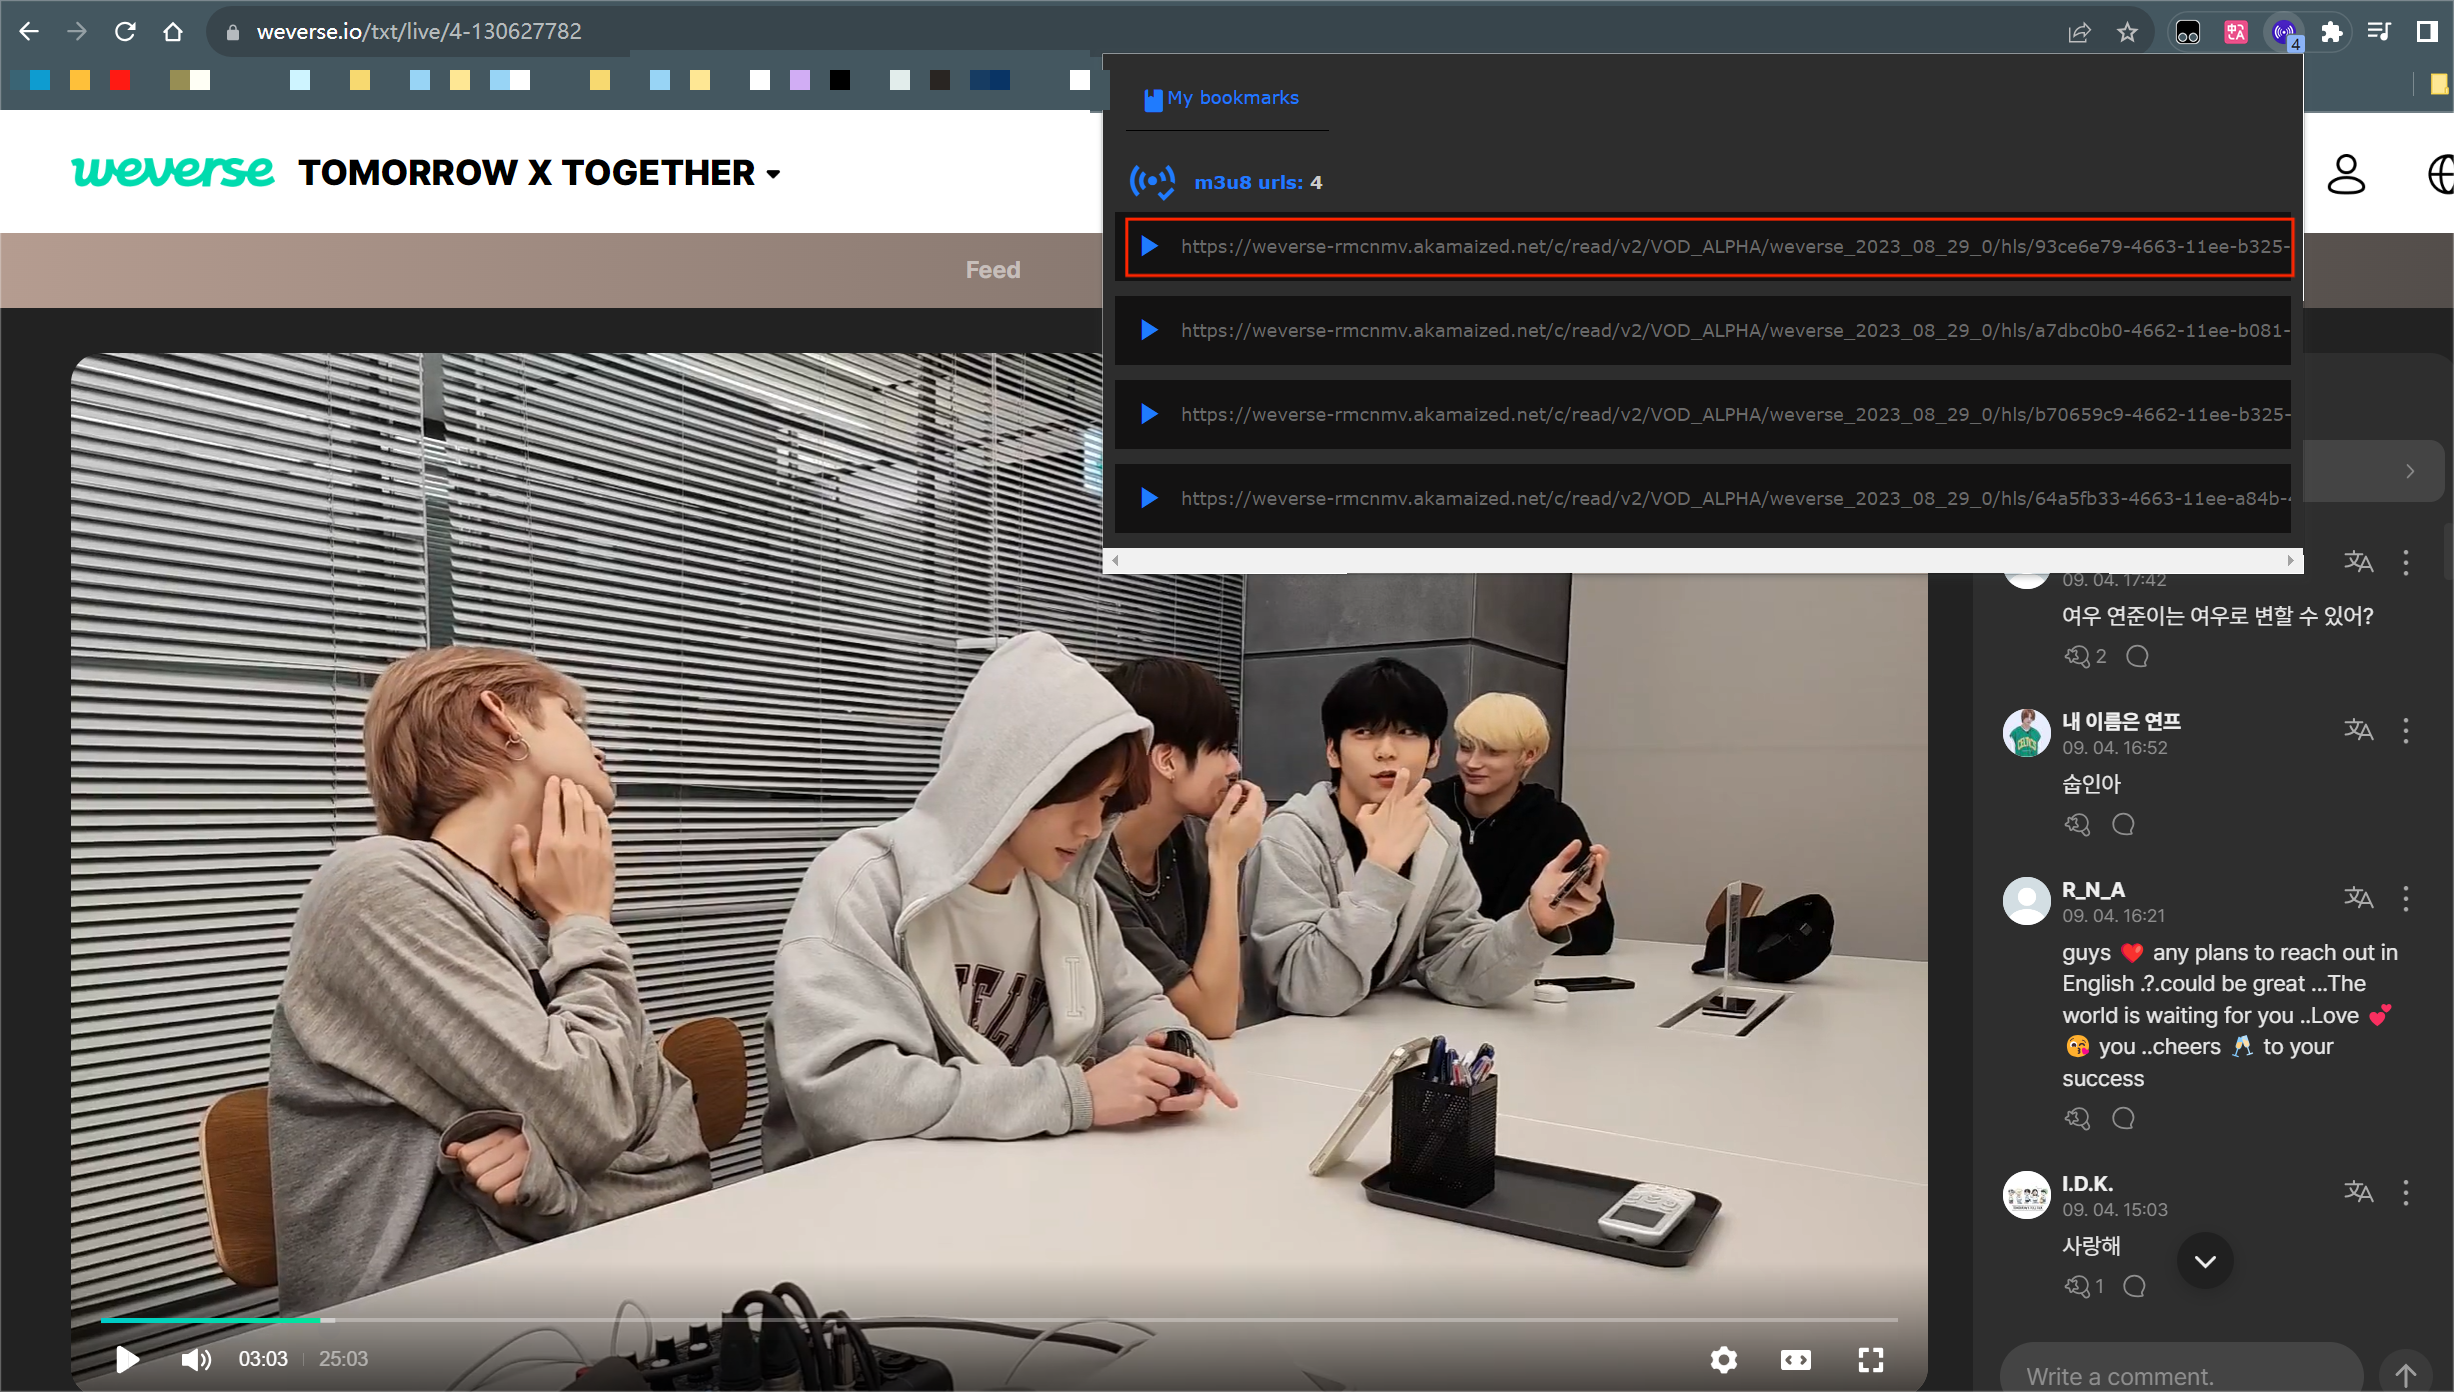 weverse.io/txt/live/4-130627782
4
My bookmarks
weverse TOMORROW X TOGETHER
m3u8 urls: 4
https://weverse-rmcnmv.akamaized.net/c/read/v2/VOD_ALPHA/weverse_2023_08_29_0/hls/93ce6e79-4663-11ee-b325-
Feed
https://weverse-rmcnmv.akamaized.net/c/read/v2/VOD_ALPHA/weverse_2023_08_29_0/hls/a7dbc0b0-4662-11ee-b081-
https://weverse-rmcnmv.akamaized.net/c/read/v2/VOD_ALPHA/weverse_2023_08_29_0/hls/b70659c9-4662-11ee-b325-
https://weverse-rmcnmv.akamaized.net/c/read/v2/VOD_ALPHA/weverse_2023_08_29_0/hls/64a5fb33-4663-11ee-a84b-
09. 04. 17:42
여우 연준이는 여우로 변할 수 있어?
2
내 이름은 연프
09. 04. 16:52
숩인아
R_N_A
09. 04. 16:21
guys ❤️ any plans to reach out in
English .?.could be great ...The
world is waiting for you ..Love 💕
😘 you ..cheers 🥂 to your
success
I.D.K.
09. 04. 15:03
사랑해
1
03:03 25:03
Write a comment.